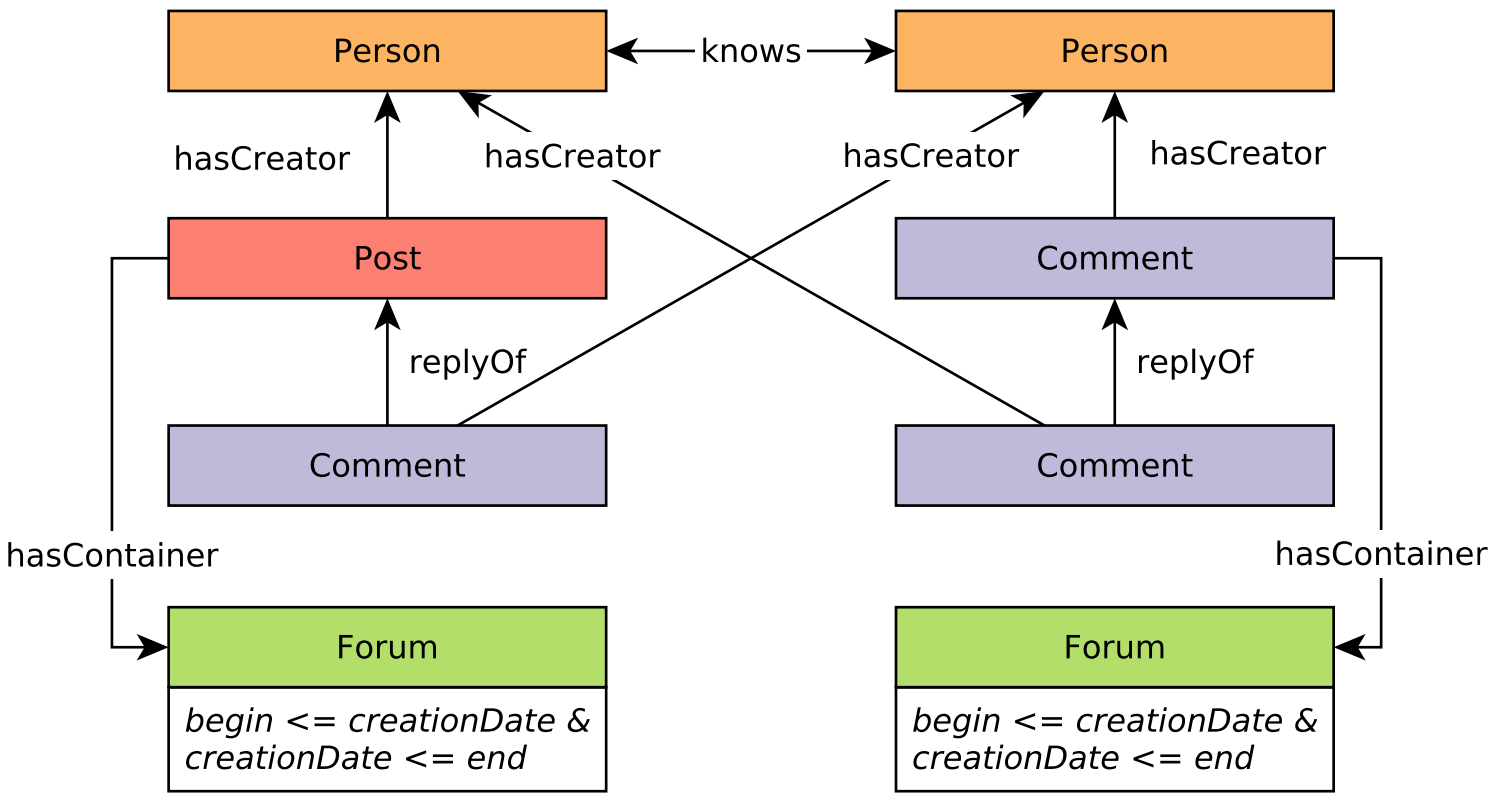 Person
knows
Person
hasCreator
hasCreator
hasCreator
hasCreator
Post
Comment
replyOf
replyOf
Comment
Comment
hasContainer
hasContainer
Forum
Forum
begin <= creationDate &
creationDate <= end
begin <= creationDate &
creationDate <= end